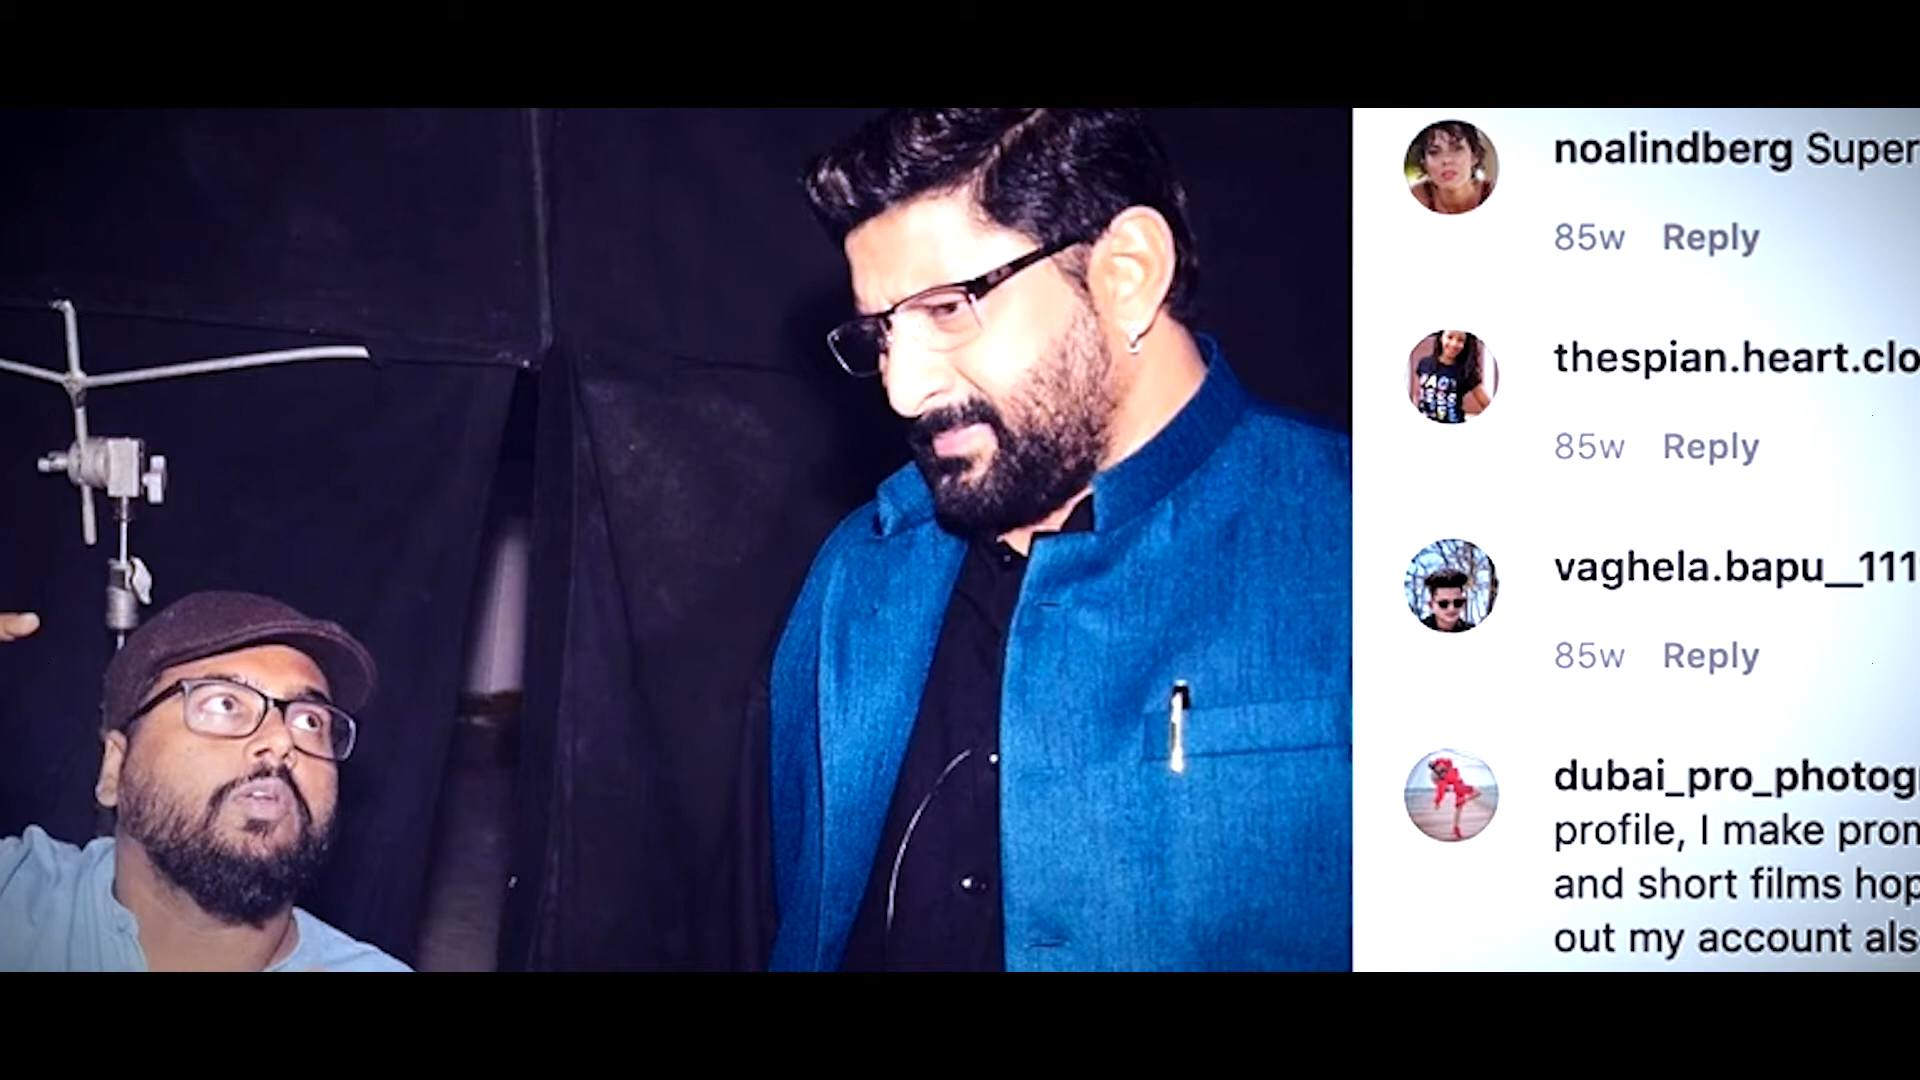 noalindberg Super
85w Reply
thespian.heart.clo
85w Reply
vaghela.bapu__111
85w Reply
dubai_pro_photog
profile, I make pro
and short films hop
out my account als